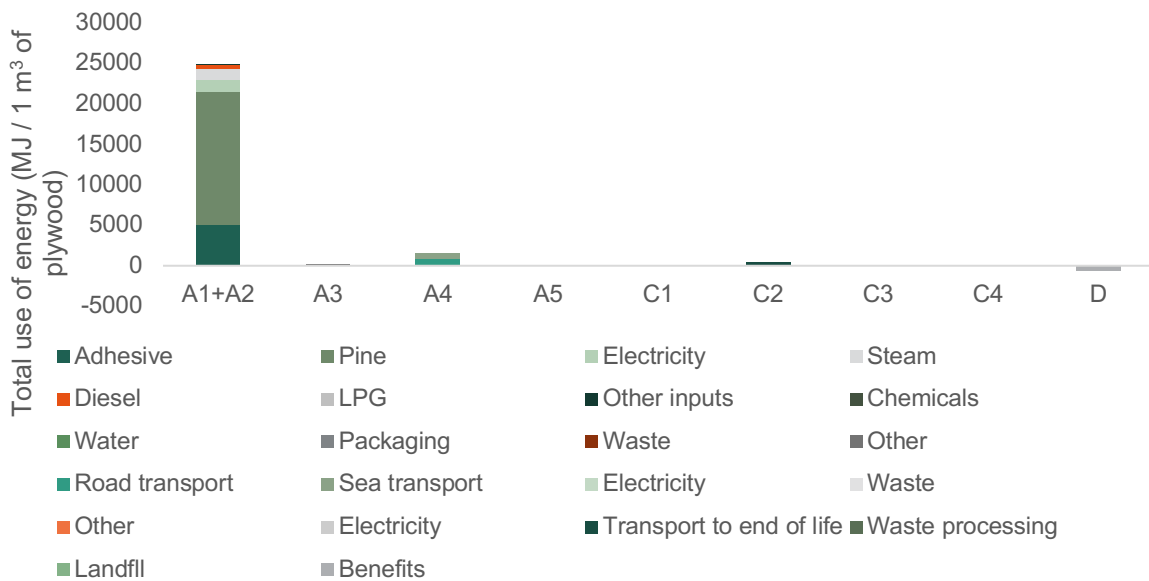 Total use of energy (MJ / 1 m³ of
plywood)
30000
25000
20000
15000
10000
5000
0
-5000
A1+A2 A3 A4 A5 C1 C2 C3 C4 D
Adhesive Pine Electricity Steam
Diesel LPG Other inputs Chemicals
Water Packaging Waste Other
Road transport Sea transport Electricity Waste
Other Electricity Transport to end of life Waste processing
Landfll Benefits